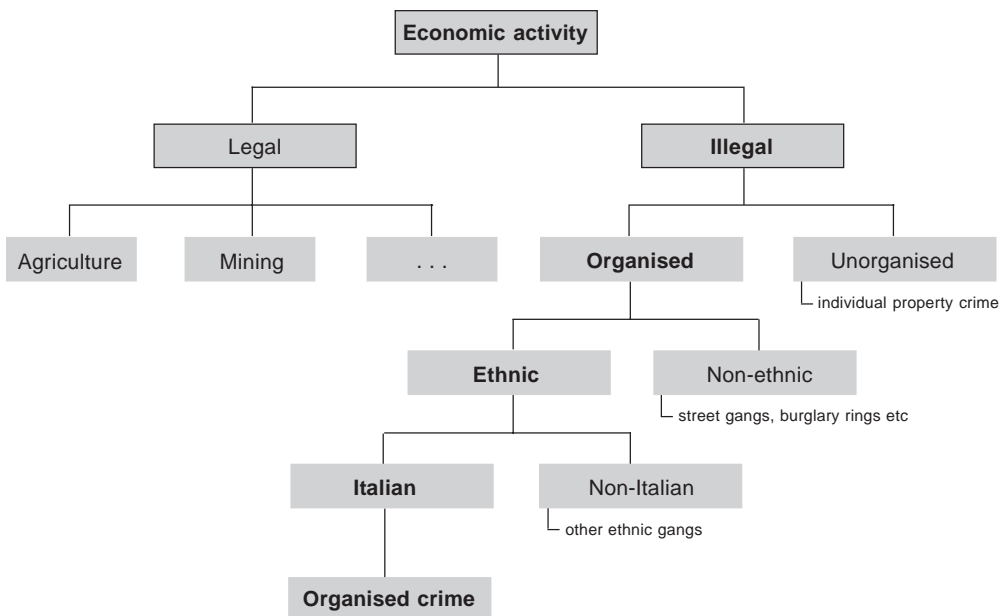 Economic activity
Legal
Illegal
Agriculture
Mining
. . .
Organised
Unorganised
individual property crime
Ethnic
Non-ethnic
street gangs, burglary rings etc
Italian
Non-Italian
other ethnic gangs
Organised crime